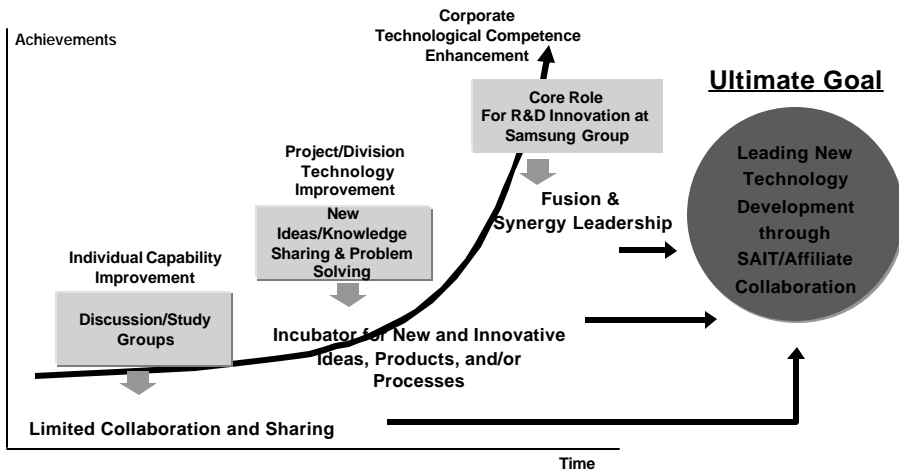 Achievements
Corporate
Technological Competence
Enhancement
Core Role
For R&D Innovation at
Samsung Group
Ultimate Goal
Leading New
Technology
Development
through
SAIT/Affiliate
Collaboration
Project/Division
Technology
Improvement
New
Ideas/Knowledge
Sharing & Problem
Solving
Fusion &
Synergy Leadership
Individual Capability
Improvement
Discussion/Study
Groups
Incubator for New and Innovative
Ideas, Products, and/or
Processes
Limited Collaboration and Sharing
Time